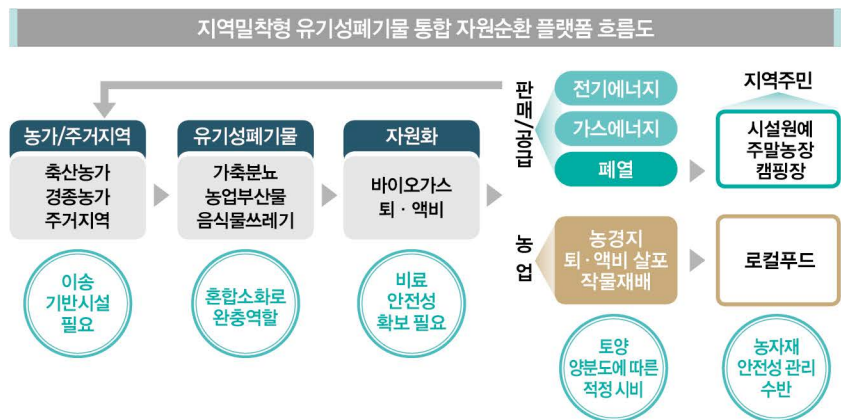 지역밀착형 유기성폐기물 통합 자원순환 플랫폼 흐름도
농가/주거지역
축산농가
경종농가
주거지역
이송
기반시설
필요
유기성폐기물
가축분뇨
농업부산물
음식물쓰레기
혼합소화로
완충역할
자원화
바이오가스
퇴 · 액비
비료
안전성
확보 필요
판매/공급
전기에너지
가스에너지
폐열
지역주민
시설원예
주말농장
캠핑장
농업
농경지
퇴·액비 살포
작물재배
로컬푸드
토양
양분도에 따른
적정 시비
농자재
안전성 관리
수반